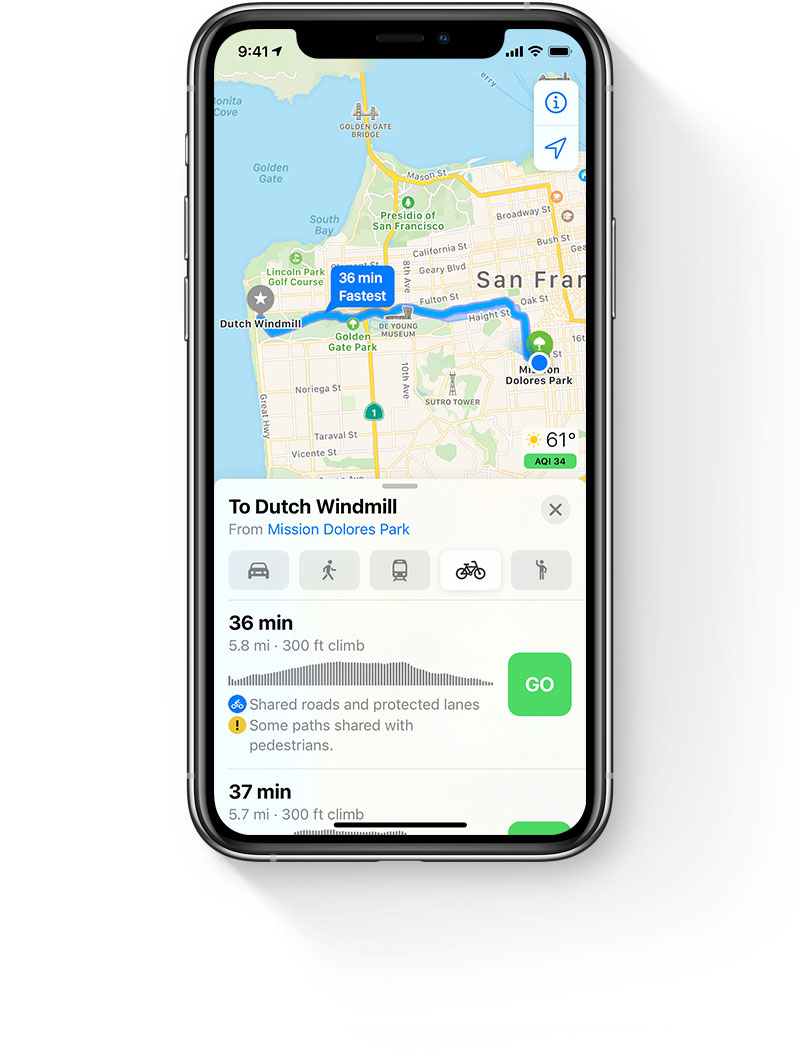 9:41
Bonita
Cove
GOLDEN GATE
BRIDGE
Golden
Gate
Mason St
Presidio of
San Francisco
Broadway St
South
Bay
Bush St
California St
Gea
Lincoln Park
Golf Course
Geary Blvd
8th Ave
36 min
Fastest
San Fran
Fulton St
Oak St
Dutch Windmill
Haight St
16t
DE YOUNG
MUSEUM
Golden
Gate Park
St
Dolores Park
10th Ave
Noriega St
SUTRO TOWER
Great Hwy
1
Taraval St
61°
Vicente St
AQI 34
To Dutch Windmill
From Mission Dolores Park
36 min
5.8 mi · 300 ft climb
GO
Shared roads and protected lanes
Some paths shared with
pedestrians.
37 min
5.7 mi · 300 ft climb